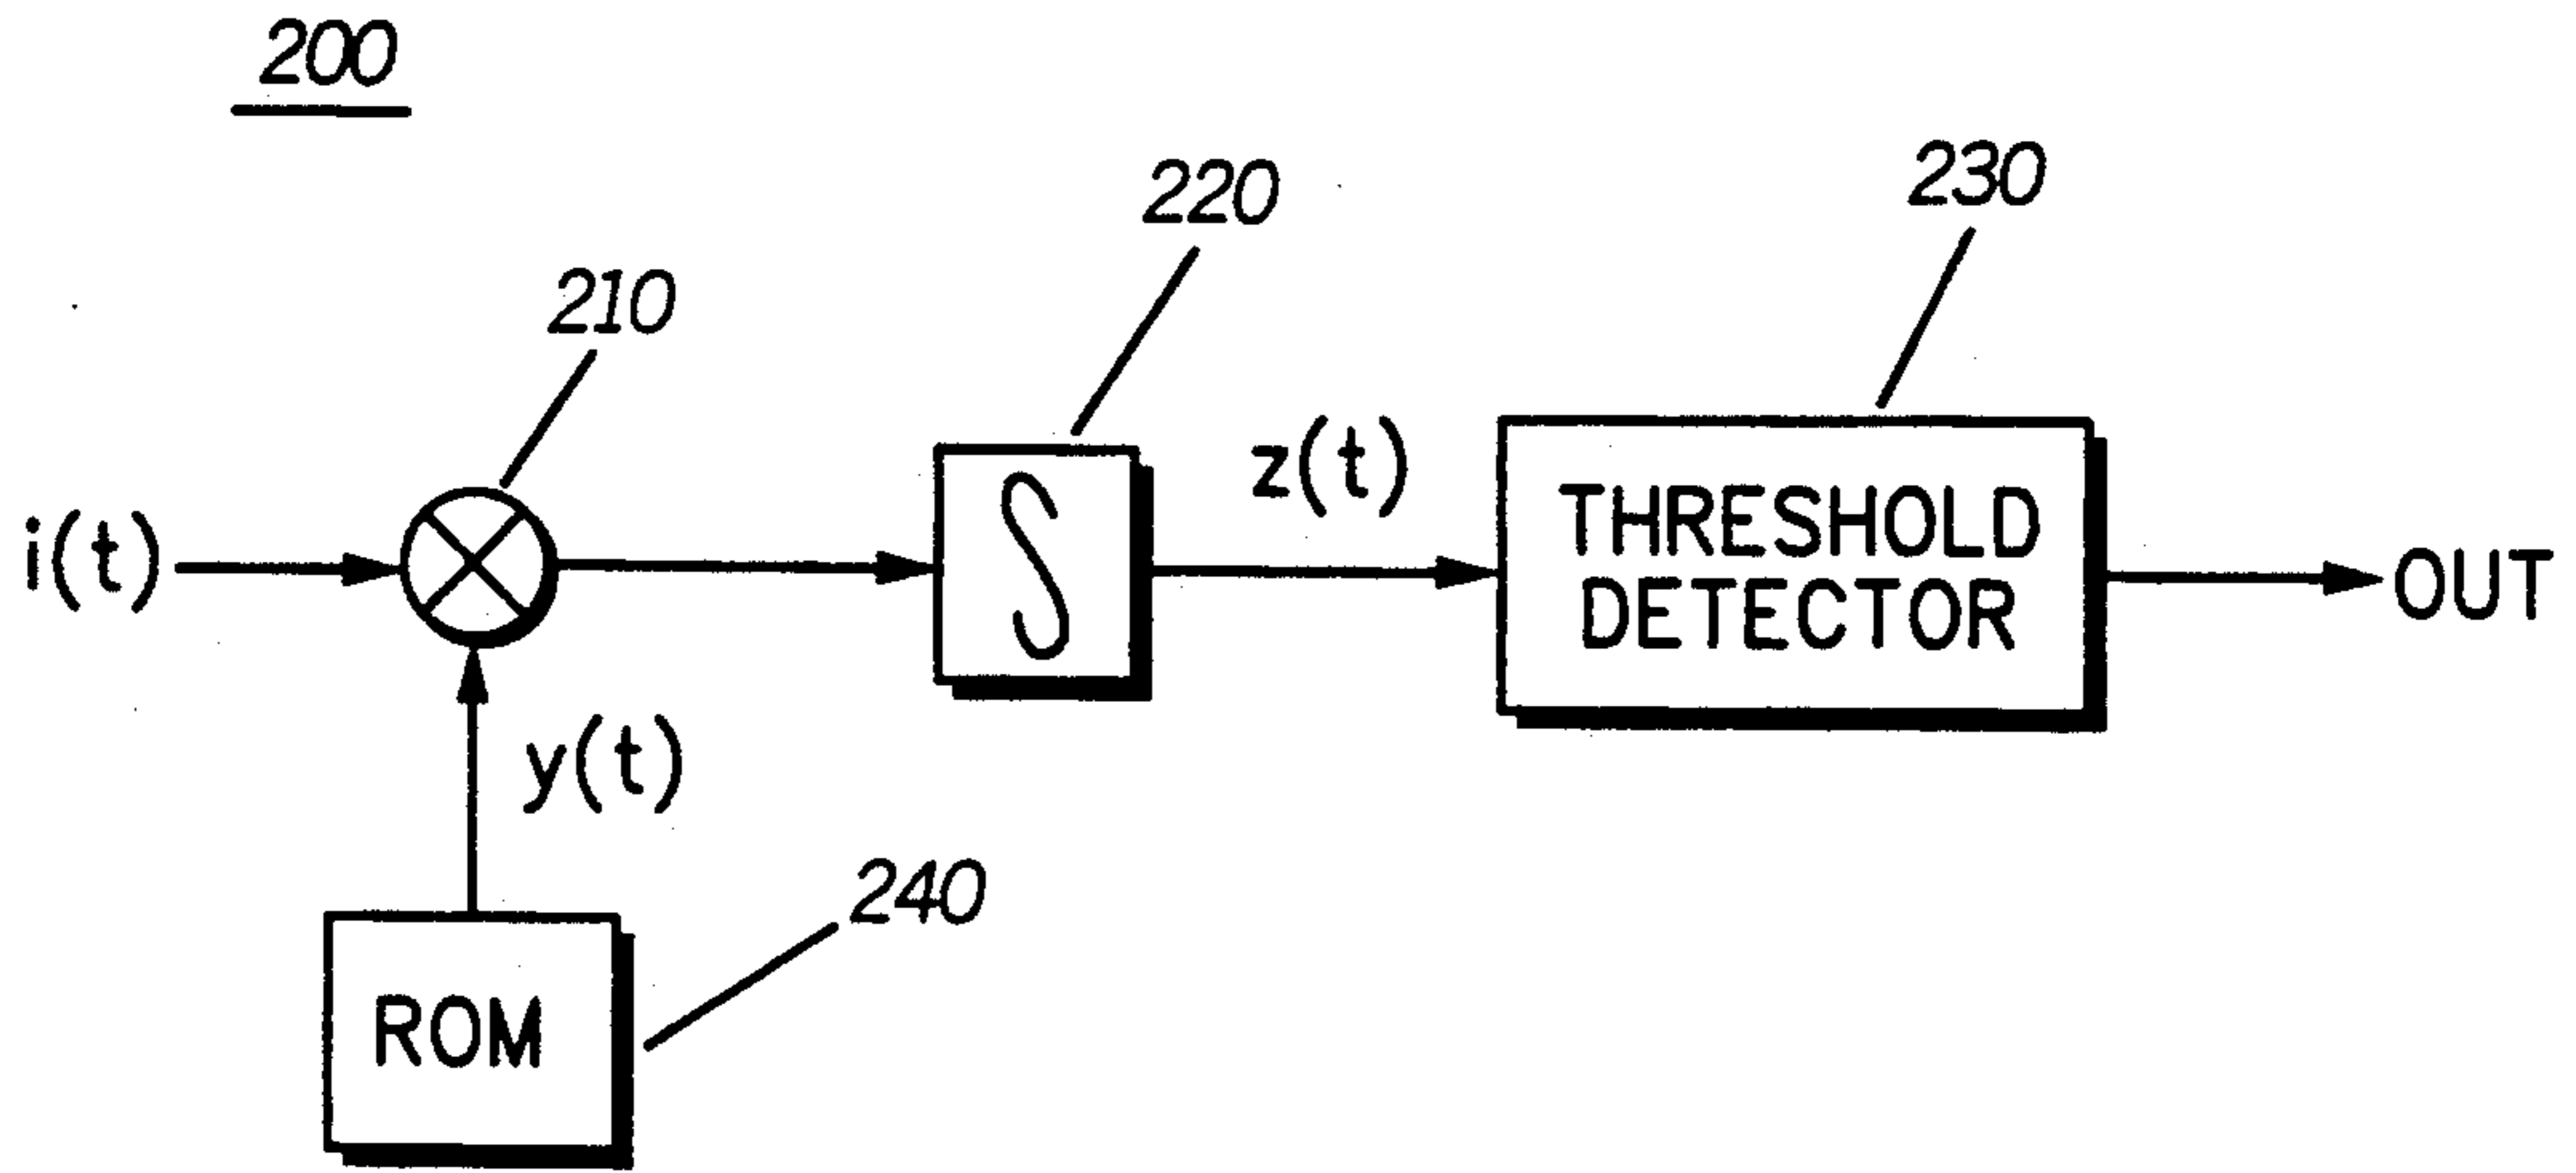 200
230
220
210
z(t)
i(t)
∫
THRESHOLD
DETECTOR
OUT
y(t)
240
ROM